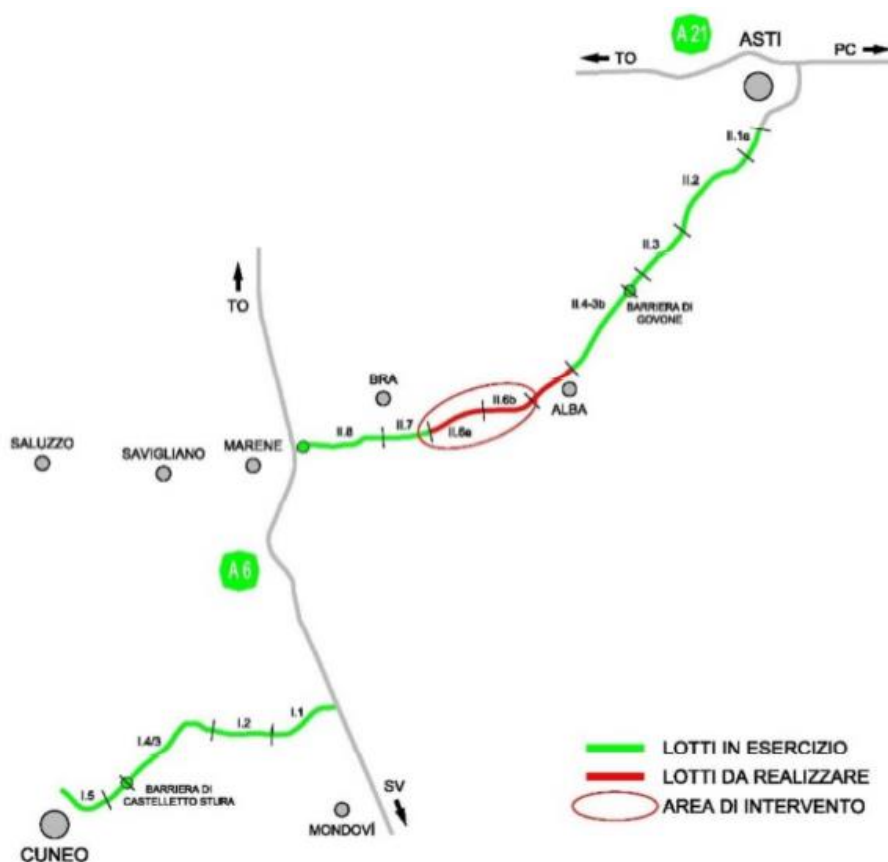 A 21
ASTI
TO
PC
II.1a
II.2
II.3
II.4-3b
BARRIERA DI
GOVONE
TO
BRA
ALBA
II.6b
II.6a
II.7
II.8
SALUZZO
SAVIGLIANO
MARENE
A 6
I.1
I.2
I.4/3
I.5
BARRIERA DI
CASTELLETTO STURA
SV
MONDOVÌ
CUNEO
LOTTI IN ESERCIZIO
LOTTI DA REALIZZARE
AREA DI INTERVENTO